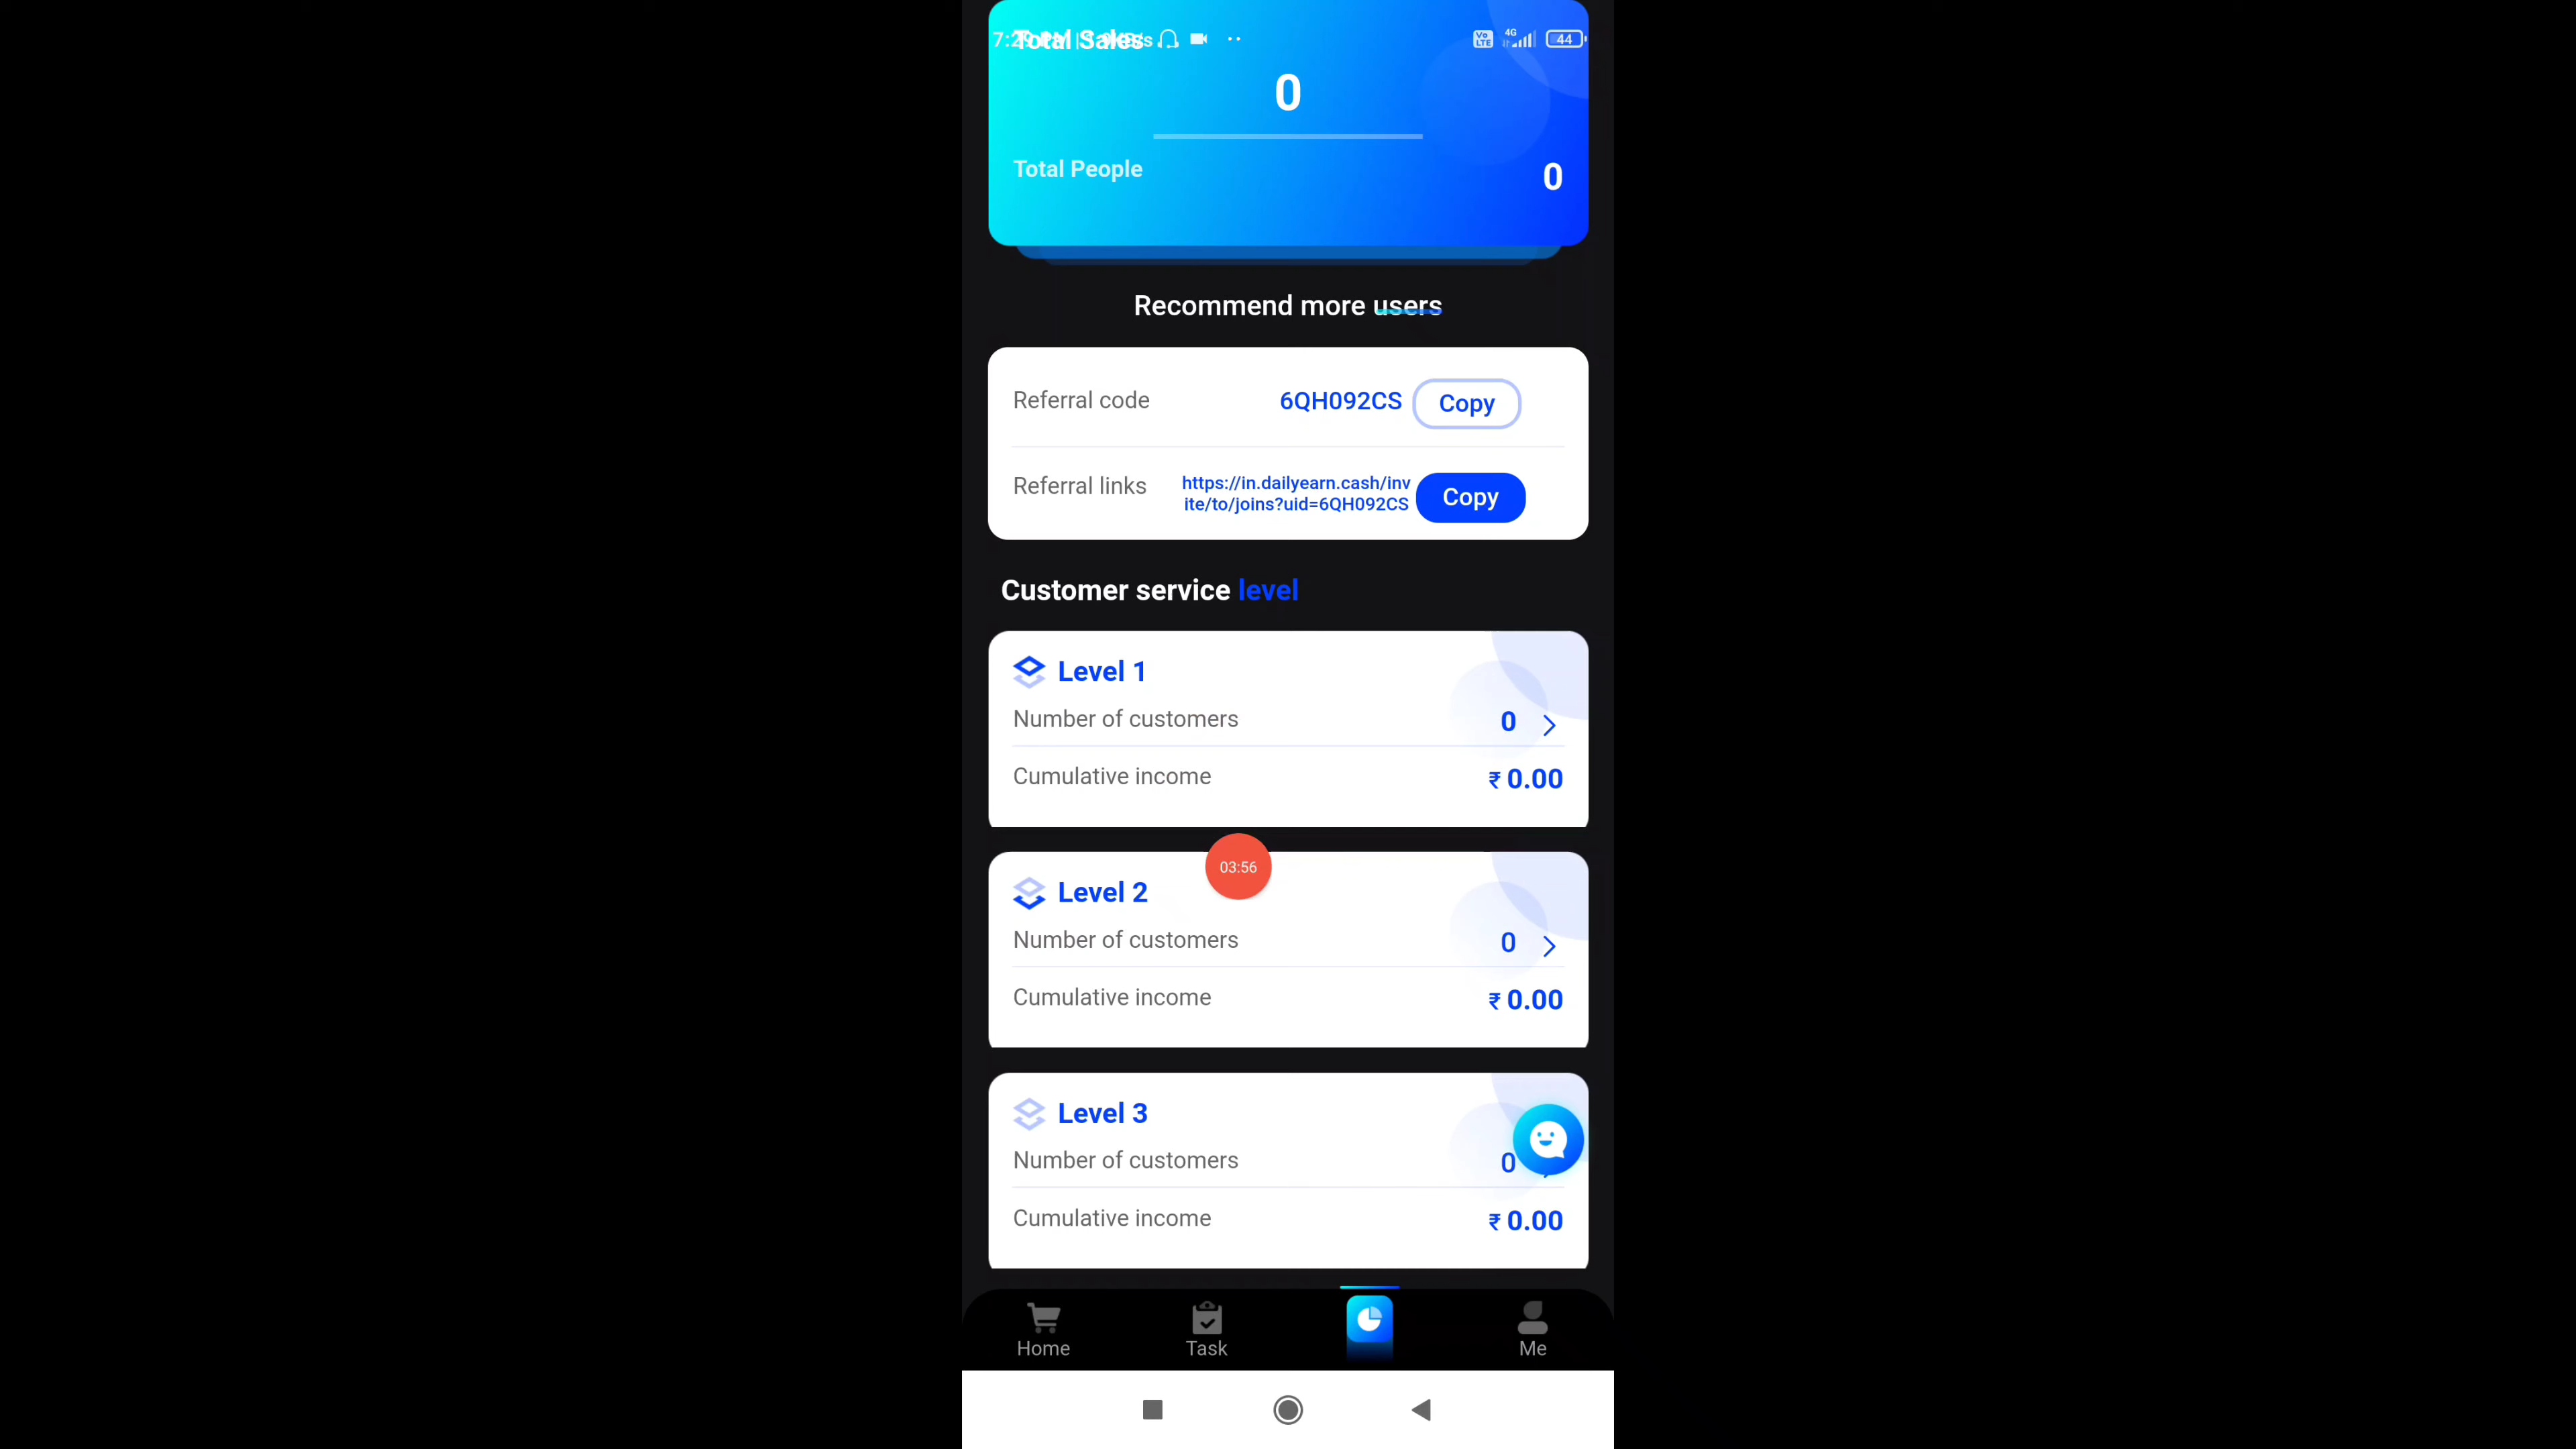 Total Sales
VoLTE 4G 44
0
Total People
0
Recommend more users
Referral code 6QH092CS Copy
Referral links https://in.dailyearn.cash/inv
ite/to/joins?uid=6QH092CS Copy
Customer service level
Level 1
Number of customers 0
Cumulative income ₹ 0.00
03:56
Level 2
Number of customers 0
Cumulative income ₹ 0.00
Level 3
Number of customers 0
Cumulative income ₹ 0.00
Home Task Me